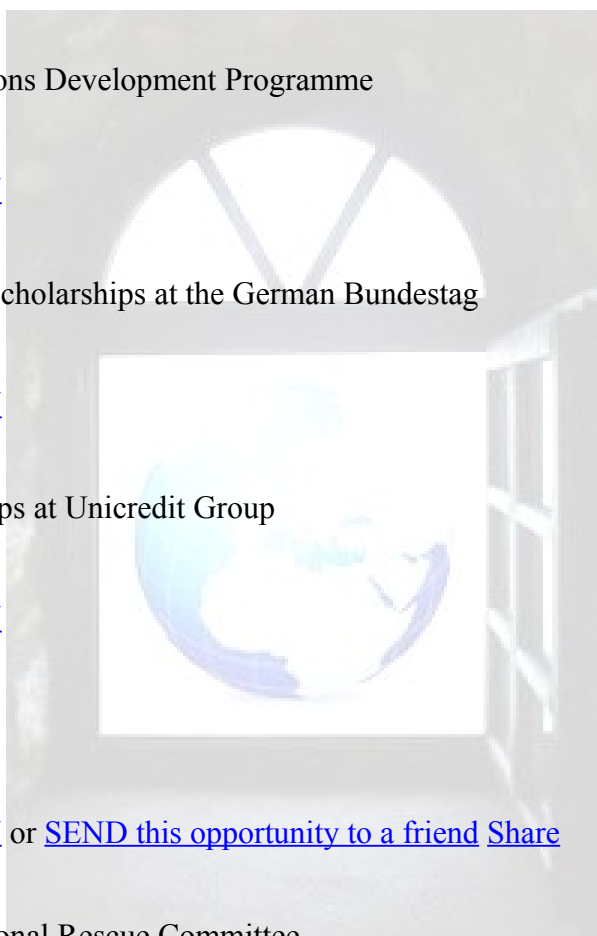 ons Development Programme
cholarships at the German Bundestag
ps at Unicredit Group
or SEND this opportunity to a friend Share
onal Rescue Committee